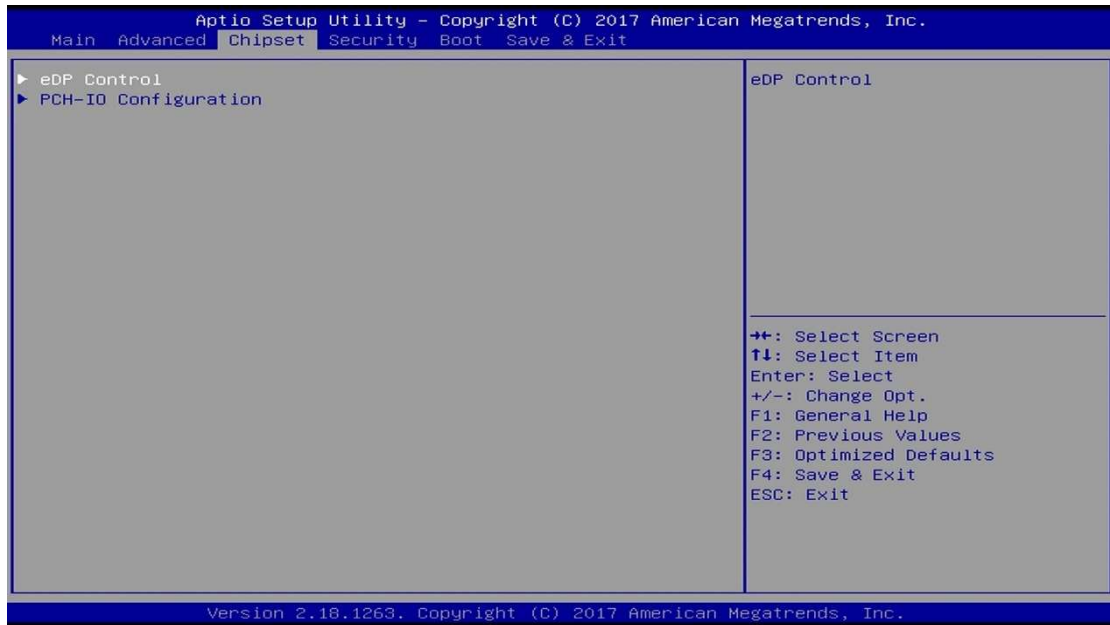 Aptio Setup Utility – Copyright (C) 2017 American Megatrends, Inc.
Main Advanced Chipset Security Boot Save & Exit
► eDP Control
► PCH-IO Configuration
eDP Control
→←: Select Screen
↑↓: Select Item
Enter: Select
+/-: Change Opt.
F1: General Help
F2: Previous Values
F3: Optimized Defaults
F4: Save & Exit
ESC: Exit
Version 2.18.1263. Copyright (C) 2017 American Megatrends, Inc.